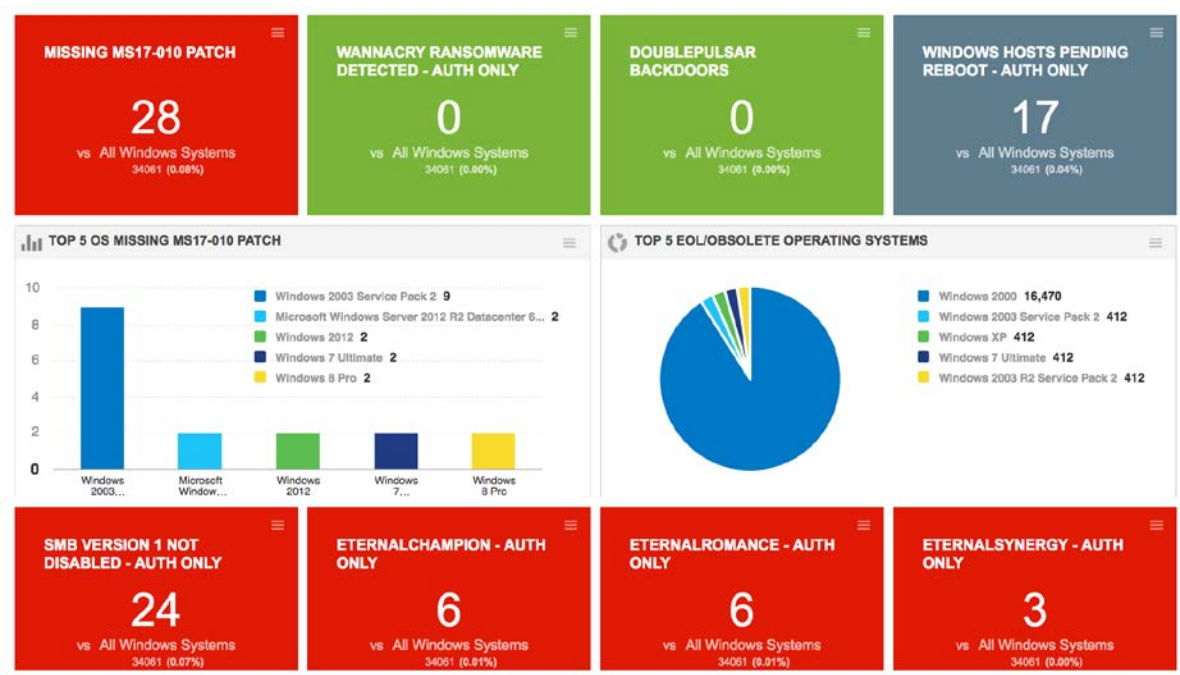 MISSING MS17-010 PATCH
28
vs All Windows Systems
34061 (0.08%)
WANNACRY RANSOMWARE
DETECTED - AUTH ONLY
0
vs All Windows Systems
34061 (0.00%)
DOUBLEPULSAR
BACKDOORS
0
vs All Windows Systems
34061 (0.00%)
WINDOWS HOSTS PENDING
REBOOT - AUTH ONLY
17
vs All Windows Systems
34061 (0.04%)
TOP 5 OS MISSING MS17-010 PATCH
10
8
6
4
2
0
Windows 2003 Service Pack 2 9
Microsoft Windows Server 2012 R2 Datacenter 6... 2
Windows 2012 2
Windows 7 Ultimate 2
Windows 8 Pro 2
Windows
2003...
Microsoft
Window...
Windows
2012
Windows
7...
Windows
8 Pro
TOP 5 EOL/OBSOLETE OPERATING SYSTEMS
Windows 2000 16,470
Windows 2003 Service Pack 2 412
Windows XP 412
Windows 7 Ultimate 412
Windows 2003 R2 Service Pack 2 412
SMB VERSION 1 NOT
DISABLED - AUTH ONLY
24
vs All Windows Systems
34061 (0.07%)
ETERNALCHAMPION - AUTH
ONLY
6
vs All Windows Systems
34061 (0.01%)
ETERNALROMANCE - AUTH
ONLY
6
vs All Windows Systems
34061 (0.01%)
ETERNALSYNERGY - AUTH
ONLY
3
vs All Windows Systems
34061 (0.00%)